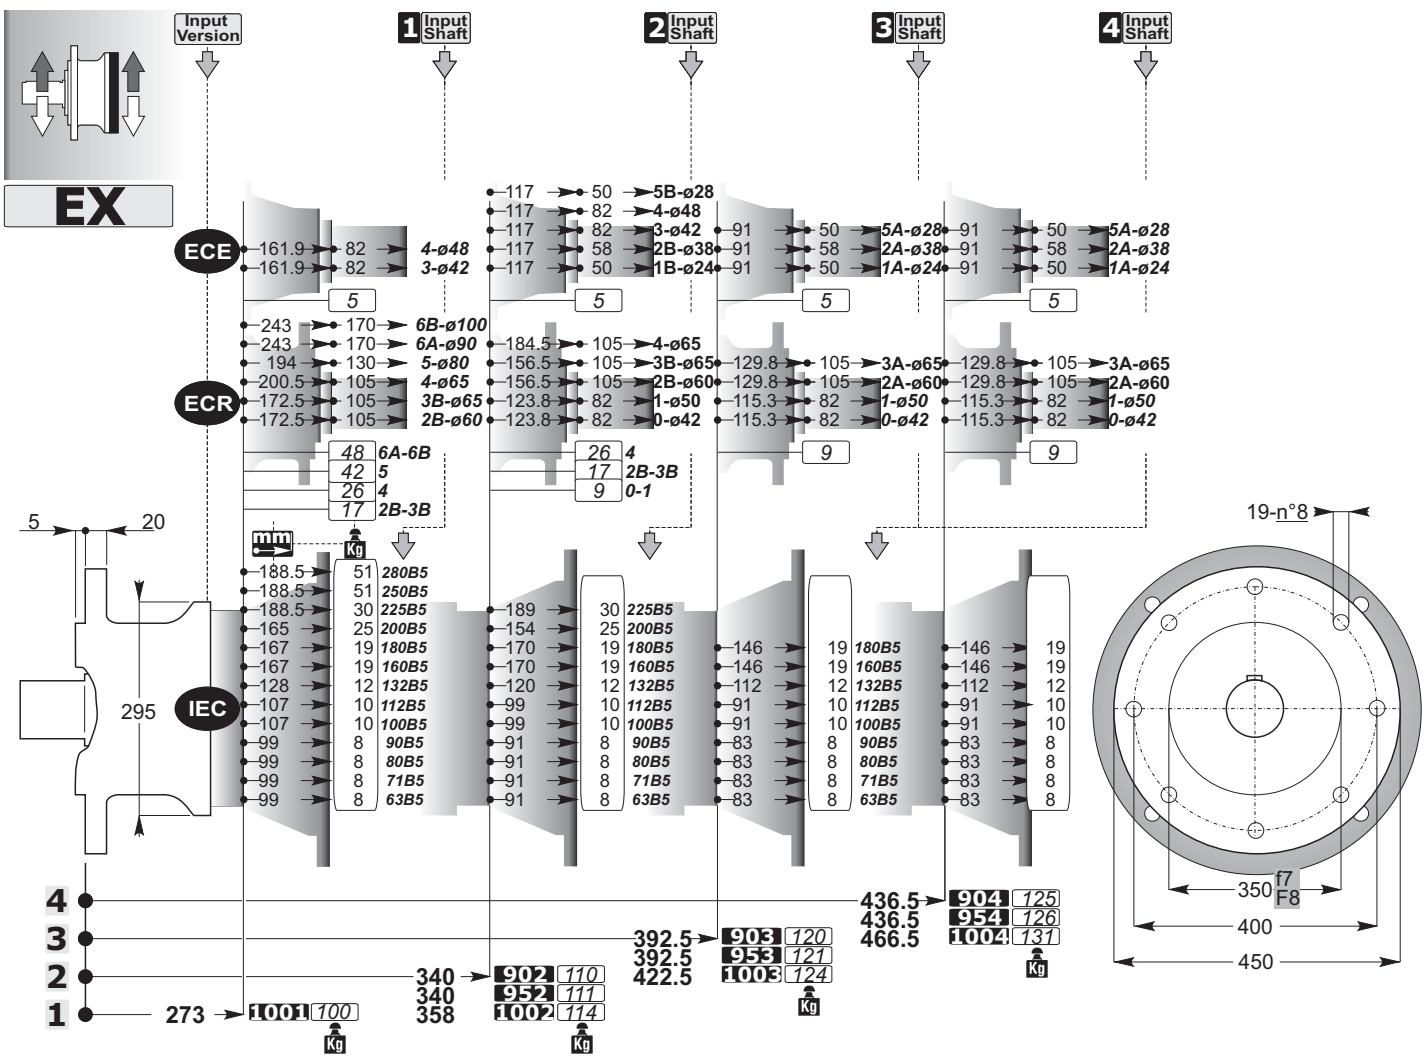 Input Version
1 Input Shaft
2 Input Shaft
3 Input Shaft
4 Input Shaft
EX
117 50 5B-ø28
117 82 4-ø48
117 82 3-ø42 91 50 5A-ø28 91 50 5A-ø28
ECE 161.9 82 4-ø48 117 58 2B-ø38 91 58 2A-ø38 91 58 2A-ø38
161.9 82 3-ø42 117 50 1B-ø24 91 50 1A-ø24 91 50 1A-ø24
5 5 5 5
243 170 6B-ø100
243 170 6A-ø90 184.5 105 4-ø65
194 130 5-ø80 156.5 105 3B-ø65 129.8 105 3A-ø65 129.8 105 3A-ø65
200.5 105 4-ø65 156.5 105 2B-ø60 129.8 105 2A-ø60 129.8 105 2A-ø60
ECR 172.5 105 3B-ø65 123.8 82 1-ø50 115.3 82 1-ø50 115.3 82 1-ø50
172.5 105 2B-ø60 123.8 82 0-ø42 115.3 82 0-ø42 115.3 82 0-ø42
48 6A-6B 26 4 9 9
42 5 17 2B-3B
26 4 9 0-1
17 2B-3B
5 20 19-n°8
mm Kg
188.5 51 280B5
188.5 51 250B5
188.5 30 225B5 189 30 225B5
165 25 200B5 154 25 200B5
167 19 180B5 170 19 180B5 146 19 180B5 146 19
167 19 160B5 170 19 160B5 146 19 160B5 146 19
128 12 132B5 120 12 132B5 112 12 132B5 112 12
295 IEC 107 10 112B5 99 10 112B5 91 10 112B5 91 10
107 10 100B5 99 10 100B5 91 10 100B5 91 10
99 8 90B5 91 8 90B5 83 8 90B5 83 8
99 8 80B5 91 8 80B5 83 8 80B5 83 8
99 8 71B5 91 8 71B5 83 8 71B5 83 8
99 8 63B5 91 8 63B5 83 8 63B5 83 8
350 f7 F8
400
450
4 436.5 904 125
436.5 954 126
466.5 1004 131
Kg
3 392.5 903 120
392.5 953 121
422.5 1003 124
Kg
2 340 902 110
340 952 111
358 1002 114
Kg
1 273 1001 100
Kg